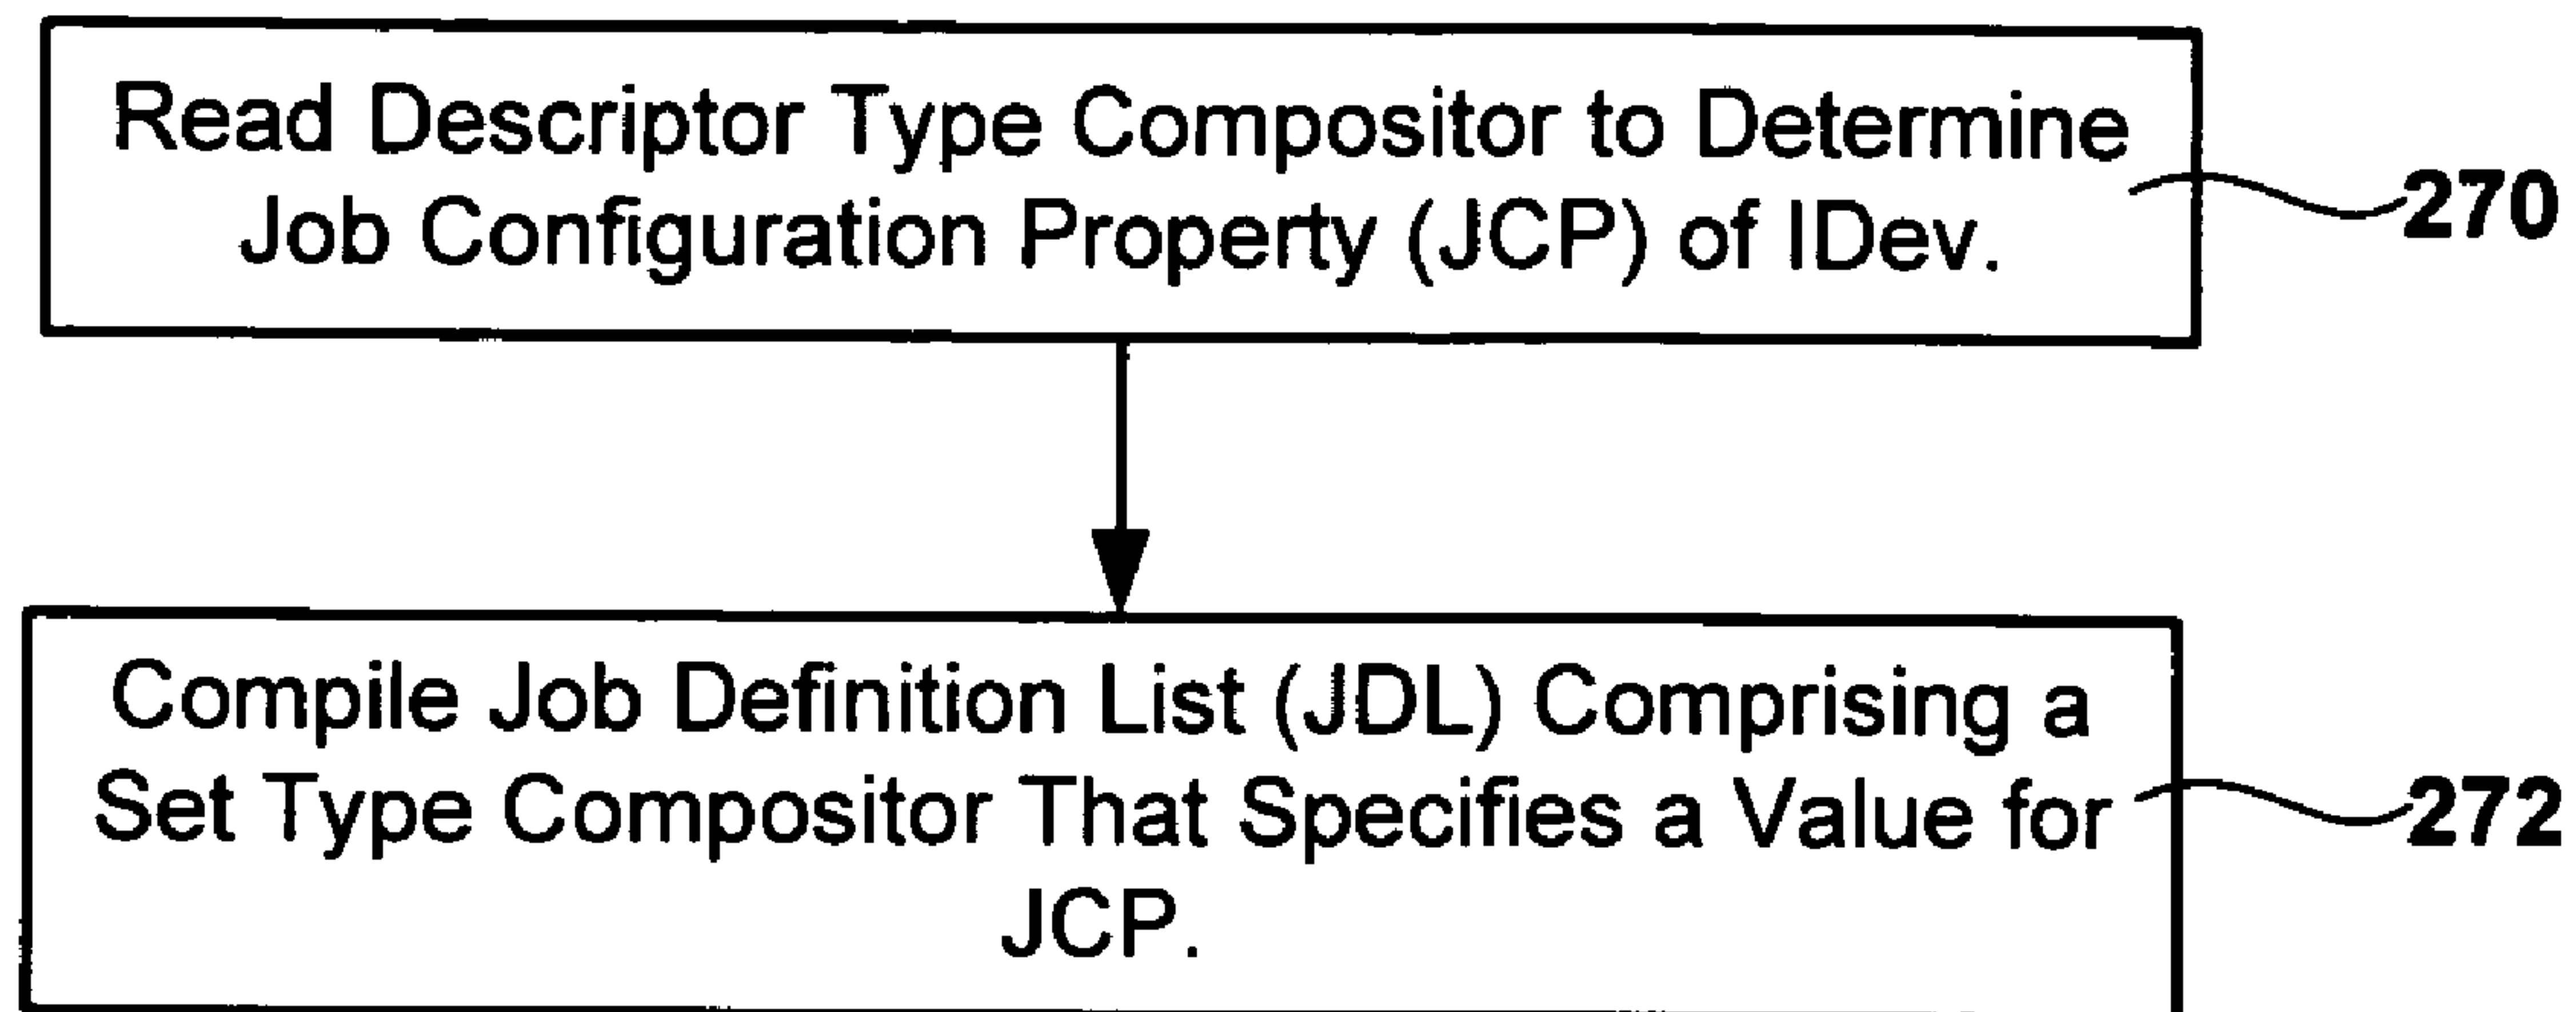 Read Descriptor Type Compositor to Determine
Job Configuration Property (JCP) of IDev.
270
Compile Job Definition List (JDL) Comprising a
Set Type Compositor That Specifies a Value for
JCP.
272